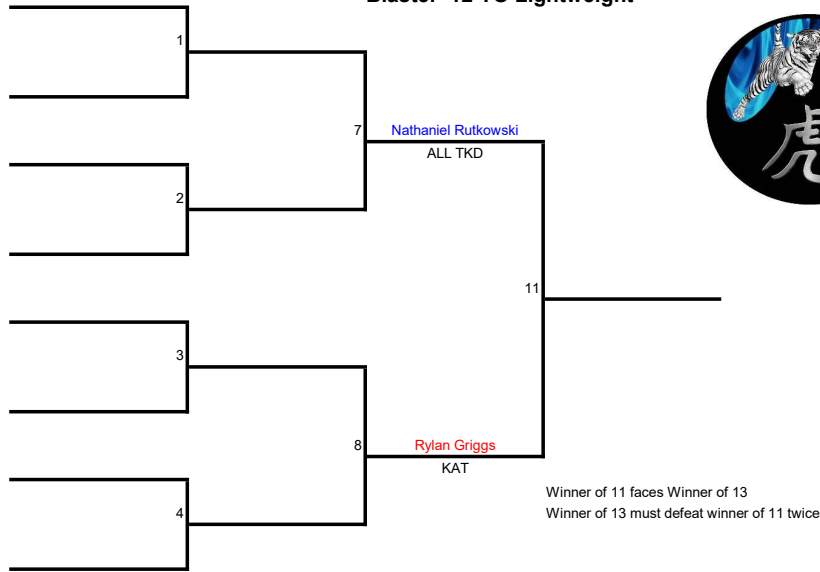 1
7
Nathaniel Rutkowski
ALL TKD
2
11
3
8
Rylan Griggs
KAT
Winner of 11 faces Winner of 13
4
Winner of 13 must defeat winner of 11 twice
虎